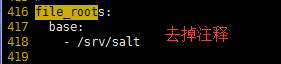 416 file_roots:
417   base:
418     - /srv/salt
去掉注释
419